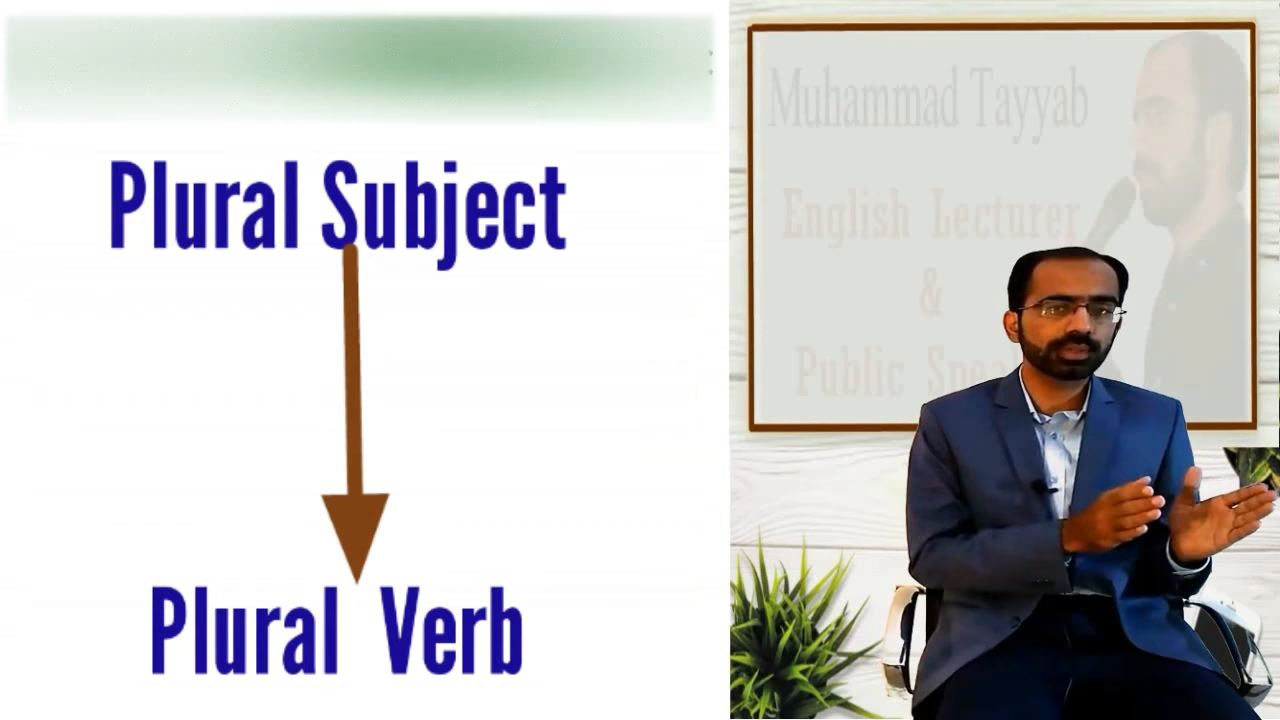 Plural Subject
Plural Verb
Muhammad Tayyab
English Lecturer
&
Public